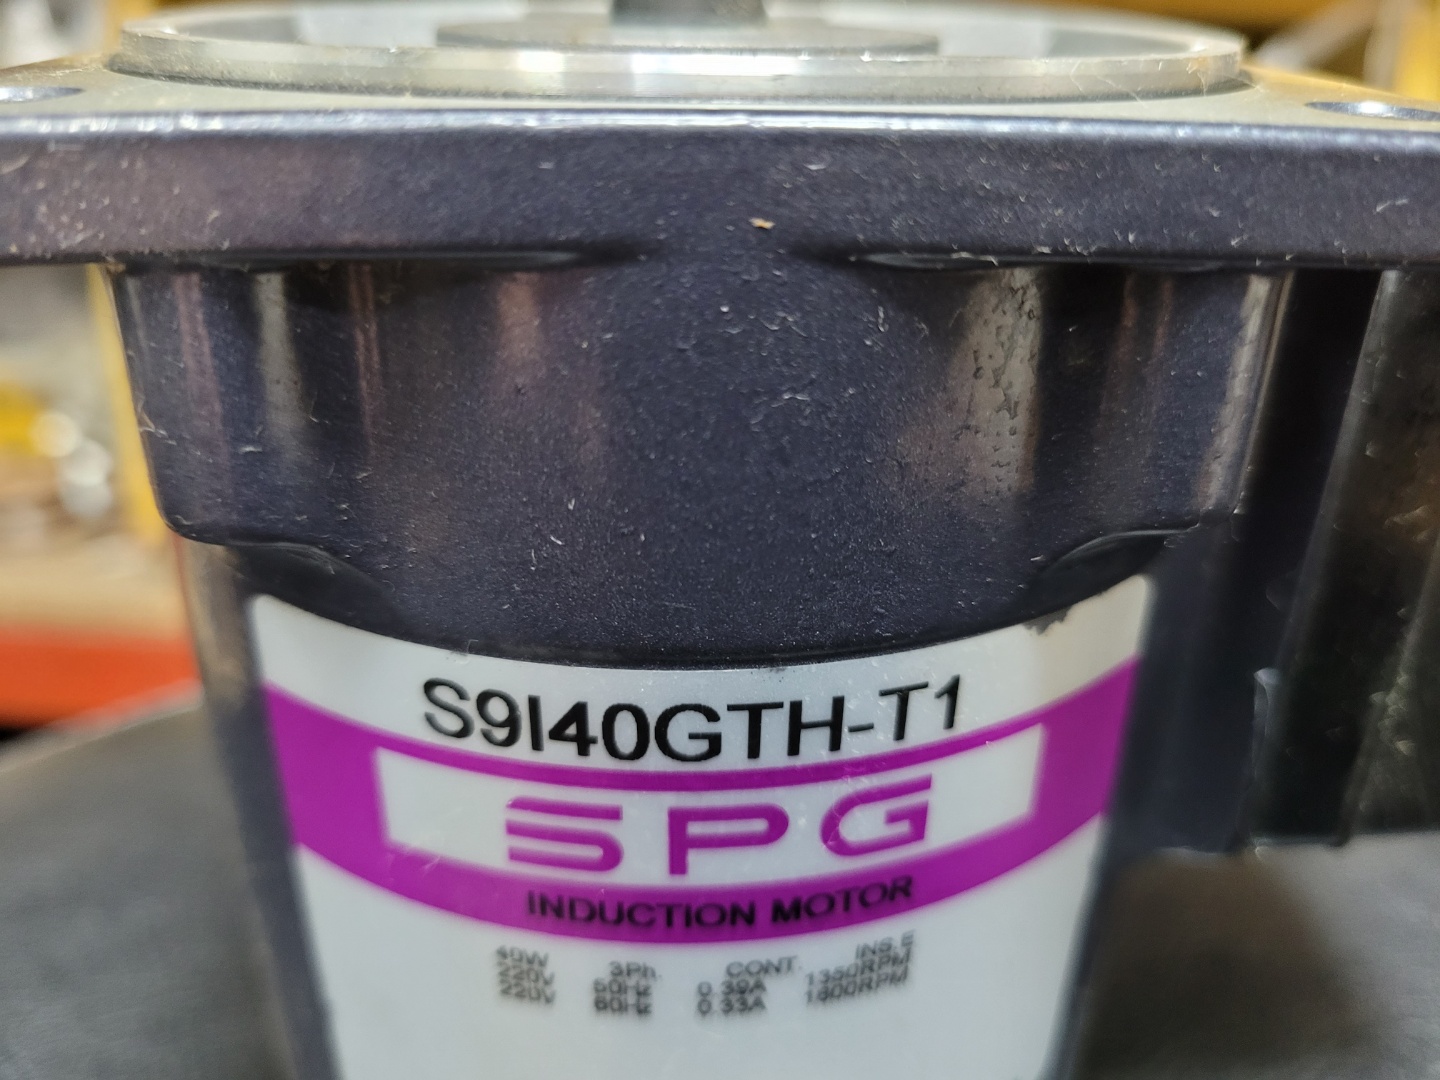 S9I40GTH-T1
SPG
INDUCTION MOTOR
40W 3Ph. CONT. INS.E
220V 50Hz 0.39A 1350RPM
220V 60Hz 0.33A 1600RPM